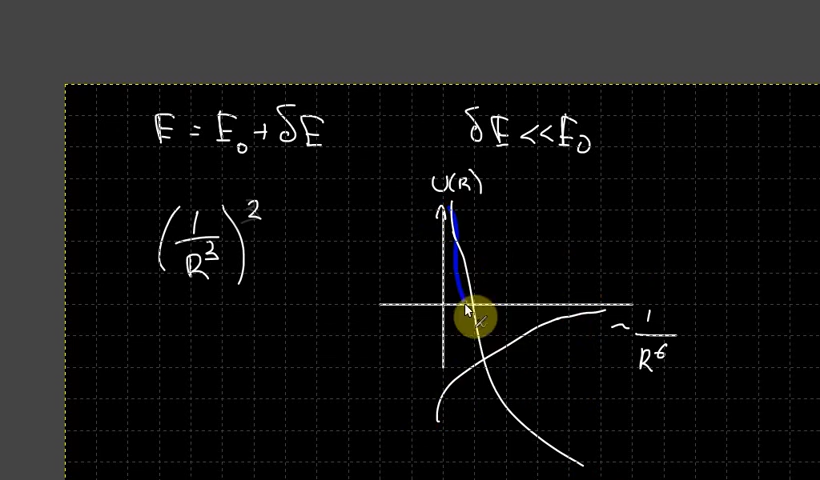 E = E₀ + δE
δE << E₀
U(R)
(1/R³)²
~ 1/R⁶